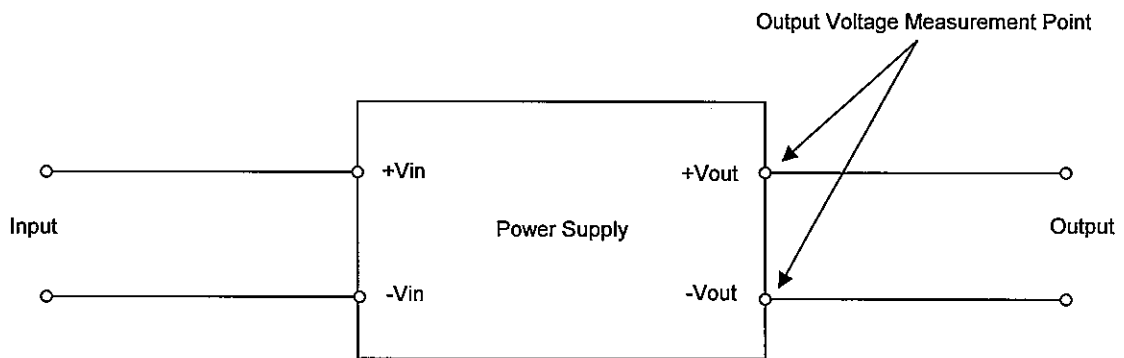 Output Voltage Measurement Point
+Vin
+Vout
Input
Power Supply
Output
-Vin
-Vout